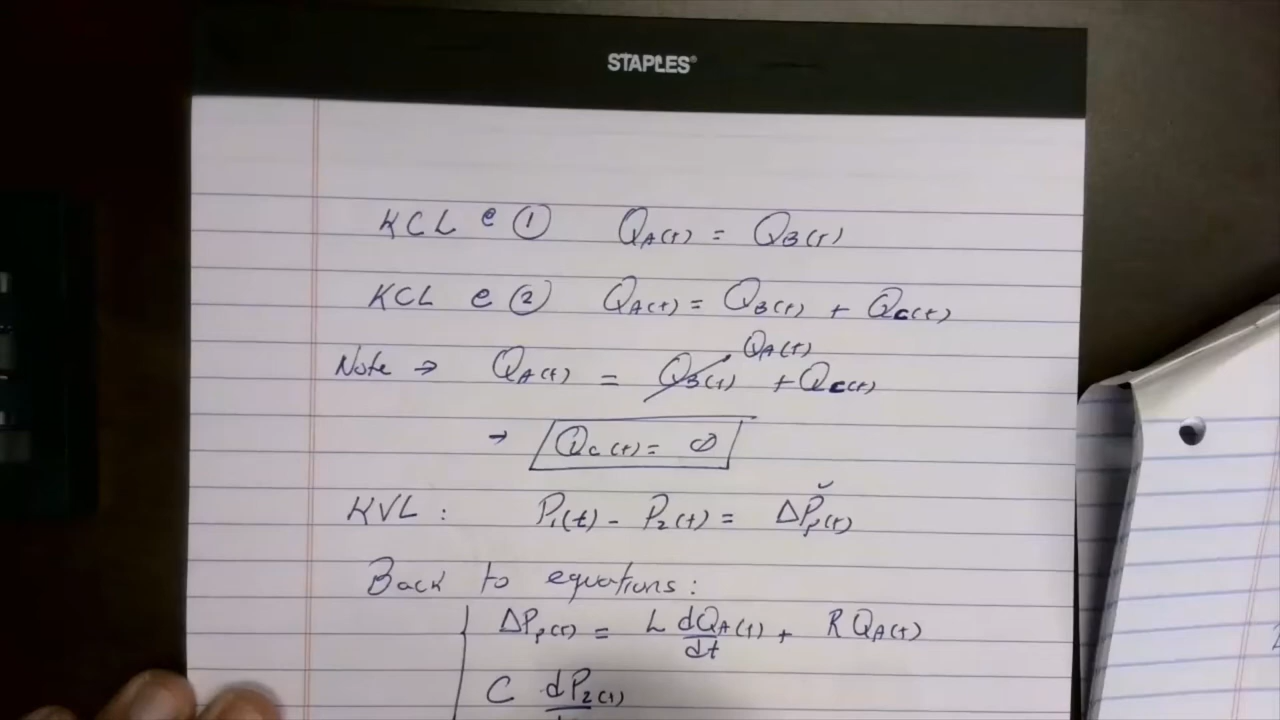 STAPLES®
KCL @ ① Q_A(t) = Q_B(t)
KCL @ ② Q_A(t) = Q_B(t) + Q_C(t)
Q_A(t)
Note → Q_A(t) = Q_B(t) + Q_C(t)
→ Q_C(t) = ∅
KVL : P_1(t) - P_2(t) = ΔP_p(t)
Back to equations :
ΔP_p(t) = L dQ_A(t)/dt + R Q_A(t)
C dP_2(t)